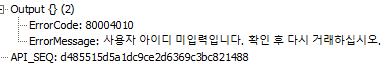 Output {} (2)
ErrorCode: 80004010
ErrorMessage: 사용자 아이디 미입력입니다. 확인 후 다시 거래하십시오.
API_SEQ: d485515d5a1dc9ce2d6369c3bc821488